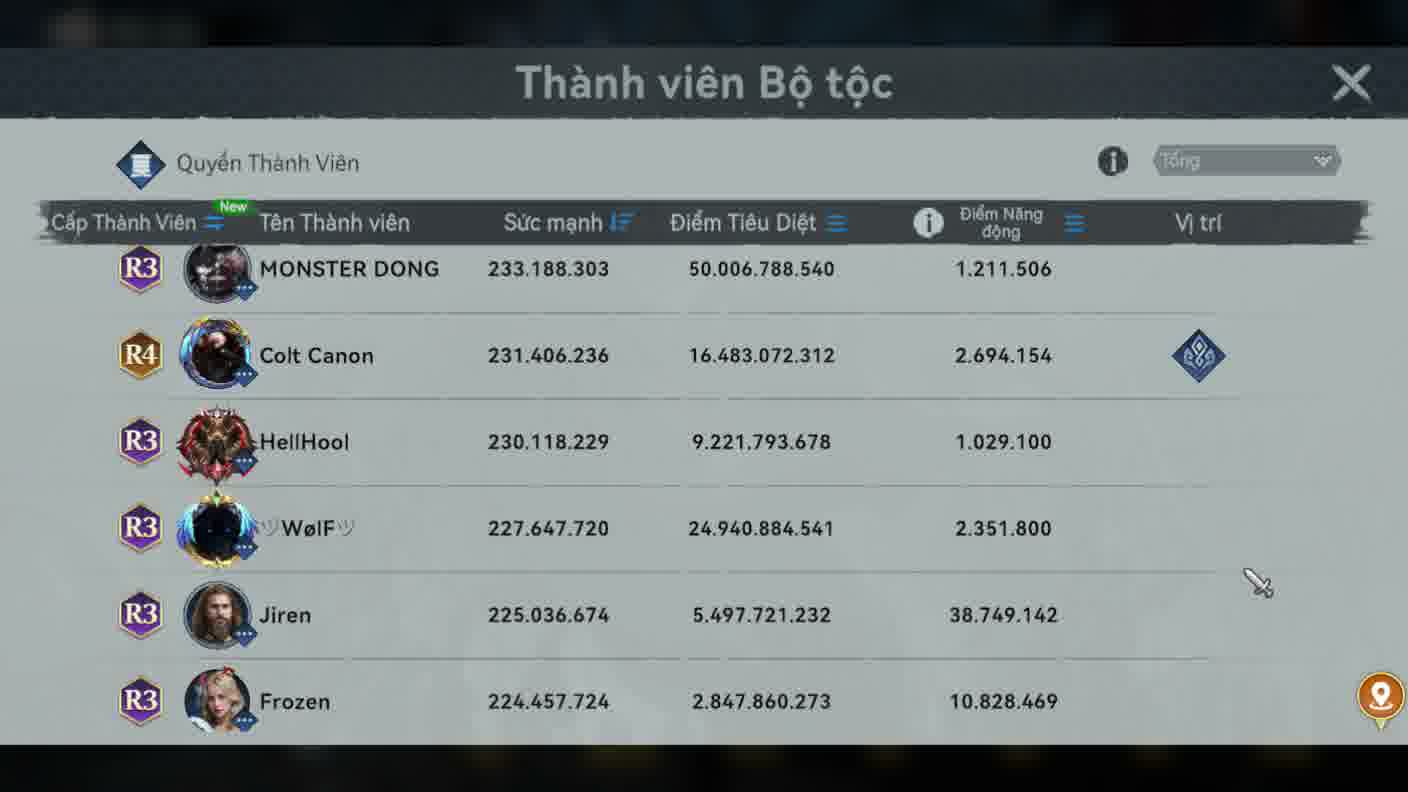 Thành viên Bộ tộc
Quyển Thành Viên
Tổng
New
Cấp Thành Viên Tên Thành viên Sức mạnh Điểm Tiêu Diệt Điểm Năng động Vị trí
R3 MONSTER DONG 233.188.303 50.006.788.540 1.211.506
R4 Colt Canon 231.406.236 16.483.072.312 2.694.154
R3 HellHool 230.118.229 9.221.793.678 1.029.100
R3 ツWølFツ 227.647.720 24.940.884.541 2.351.800
R3 Jiren 225.036.674 5.497.721.232 38.749.142
R3 Frozen 224.457.724 2.847.860.273 10.828.469